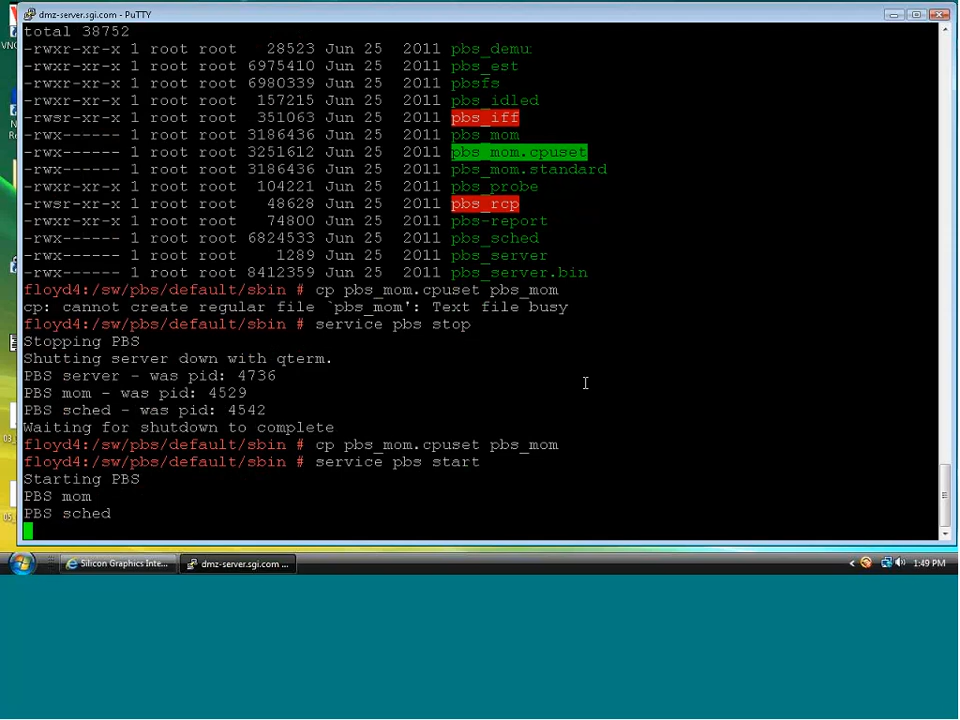 dmz-server.sgi.com - PuTTY
total 38752
-rwxr-xr-x 1 root root    28523 Jun 25  2011 pbs_demux
-rwxr-xr-x 1 root root  6975410 Jun 25  2011 pbs_est
-rwxr-xr-x 1 root root  6980339 Jun 25  2011 pbsfs
-rwxr-xr-x 1 root root   157215 Jun 25  2011 pbs_idled
-rwsr-xr-x 1 root root   351063 Jun 25  2011 pbs_iff
-rwx------ 1 root root  3186436 Jun 25  2011 pbs_mom
-rwx------ 1 root root  3251612 Jun 25  2011 pbs_mom.cpuset
-rwx------ 1 root root  3186436 Jun 25  2011 pbs_mom.standard
-rwxr-xr-x 1 root root   104221 Jun 25  2011 pbs_probe
-rwsr-xr-x 1 root root    48628 Jun 25  2011 pbs_rcp
-rwxr-xr-x 1 root root    74800 Jun 25  2011 pbs-report
-rwx------ 1 root root  6824533 Jun 25  2011 pbs_sched
-rwx------ 1 root root     1289 Jun 25  2011 pbs_server
-rwx------ 1 root root  8412359 Jun 25  2011 pbs_server.bin
floyd4:/sw/pbs/default/sbin # cp pbs_mom.cpuset pbs_mom
cp: cannot create regular file `pbs_mom': Text file busy
floyd4:/sw/pbs/default/sbin # service pbs stop
Stopping PBS
Shutting server down with qterm.
PBS server - was pid: 4736
PBS mom - was pid: 4529
PBS sched - was pid: 4542
Waiting for shutdown to complete
floyd4:/sw/pbs/default/sbin # cp pbs_mom.cpuset pbs_mom
floyd4:/sw/pbs/default/sbin # service pbs start
Starting PBS
PBS mom
PBS sched
Silicon Graphics Inte...
dmz-server.sgi.com ...
1:49 PM